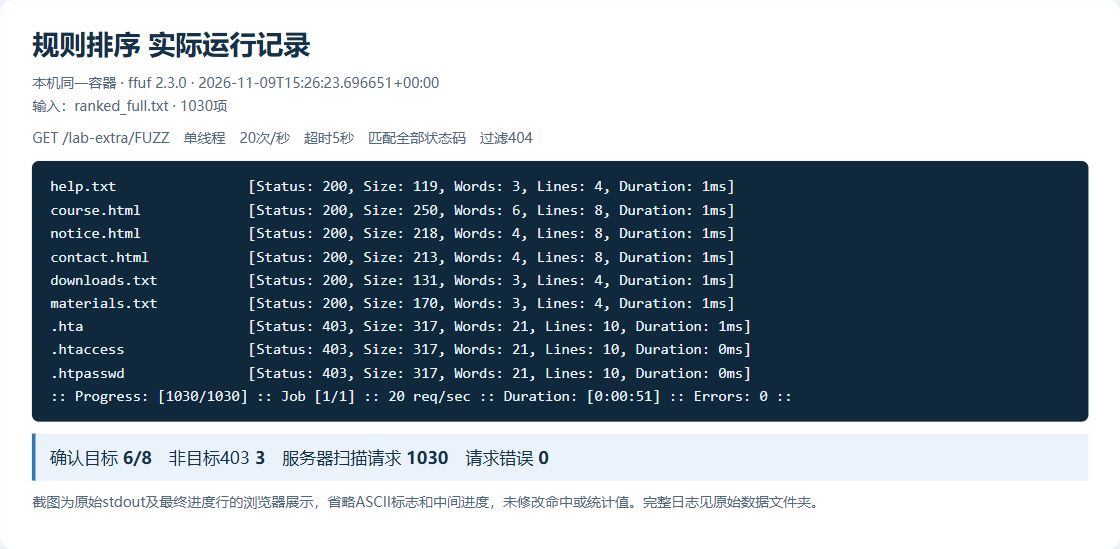 规则排序 实际运行记录
本机同一容器 · ffuf 2.3.0 · 2026-11-09T15:26:23.696651+00:00
输入：ranked_full.txt · 1030项
GET /lab-extra/FUZZ 单线程 20次/秒 超时5秒 匹配全部状态码 过滤404
help.txt [Status: 200, Size: 119, Words: 3, Lines: 4, Duration: 1ms]
course.html [Status: 200, Size: 250, Words: 6, Lines: 8, Duration: 1ms]
notice.html [Status: 200, Size: 218, Words: 4, Lines: 8, Duration: 1ms]
contact.html [Status: 200, Size: 213, Words: 4, Lines: 8, Duration: 1ms]
downloads.txt [Status: 200, Size: 131, Words: 3, Lines: 4, Duration: 1ms]
materials.txt [Status: 200, Size: 170, Words: 3, Lines: 4, Duration: 1ms]
.hta [Status: 403, Size: 317, Words: 21, Lines: 10, Duration: 1ms]
.htaccess [Status: 403, Size: 317, Words: 21, Lines: 10, Duration: 0ms]
.htpasswd [Status: 403, Size: 317, Words: 21, Lines: 10, Duration: 0ms]
:: Progress: [1030/1030] :: Job [1/1] :: 20 req/sec :: Duration: [0:00:51] :: Errors: 0 ::
确认目标 6/8 非目标403 3 服务器扫描请求 1030 请求错误 0
截图为原始stdout及最终进度行的浏览器展示，省略ASCII标志和中间进度，未修改命中或统计值。完整日志见原始数据文件夹。